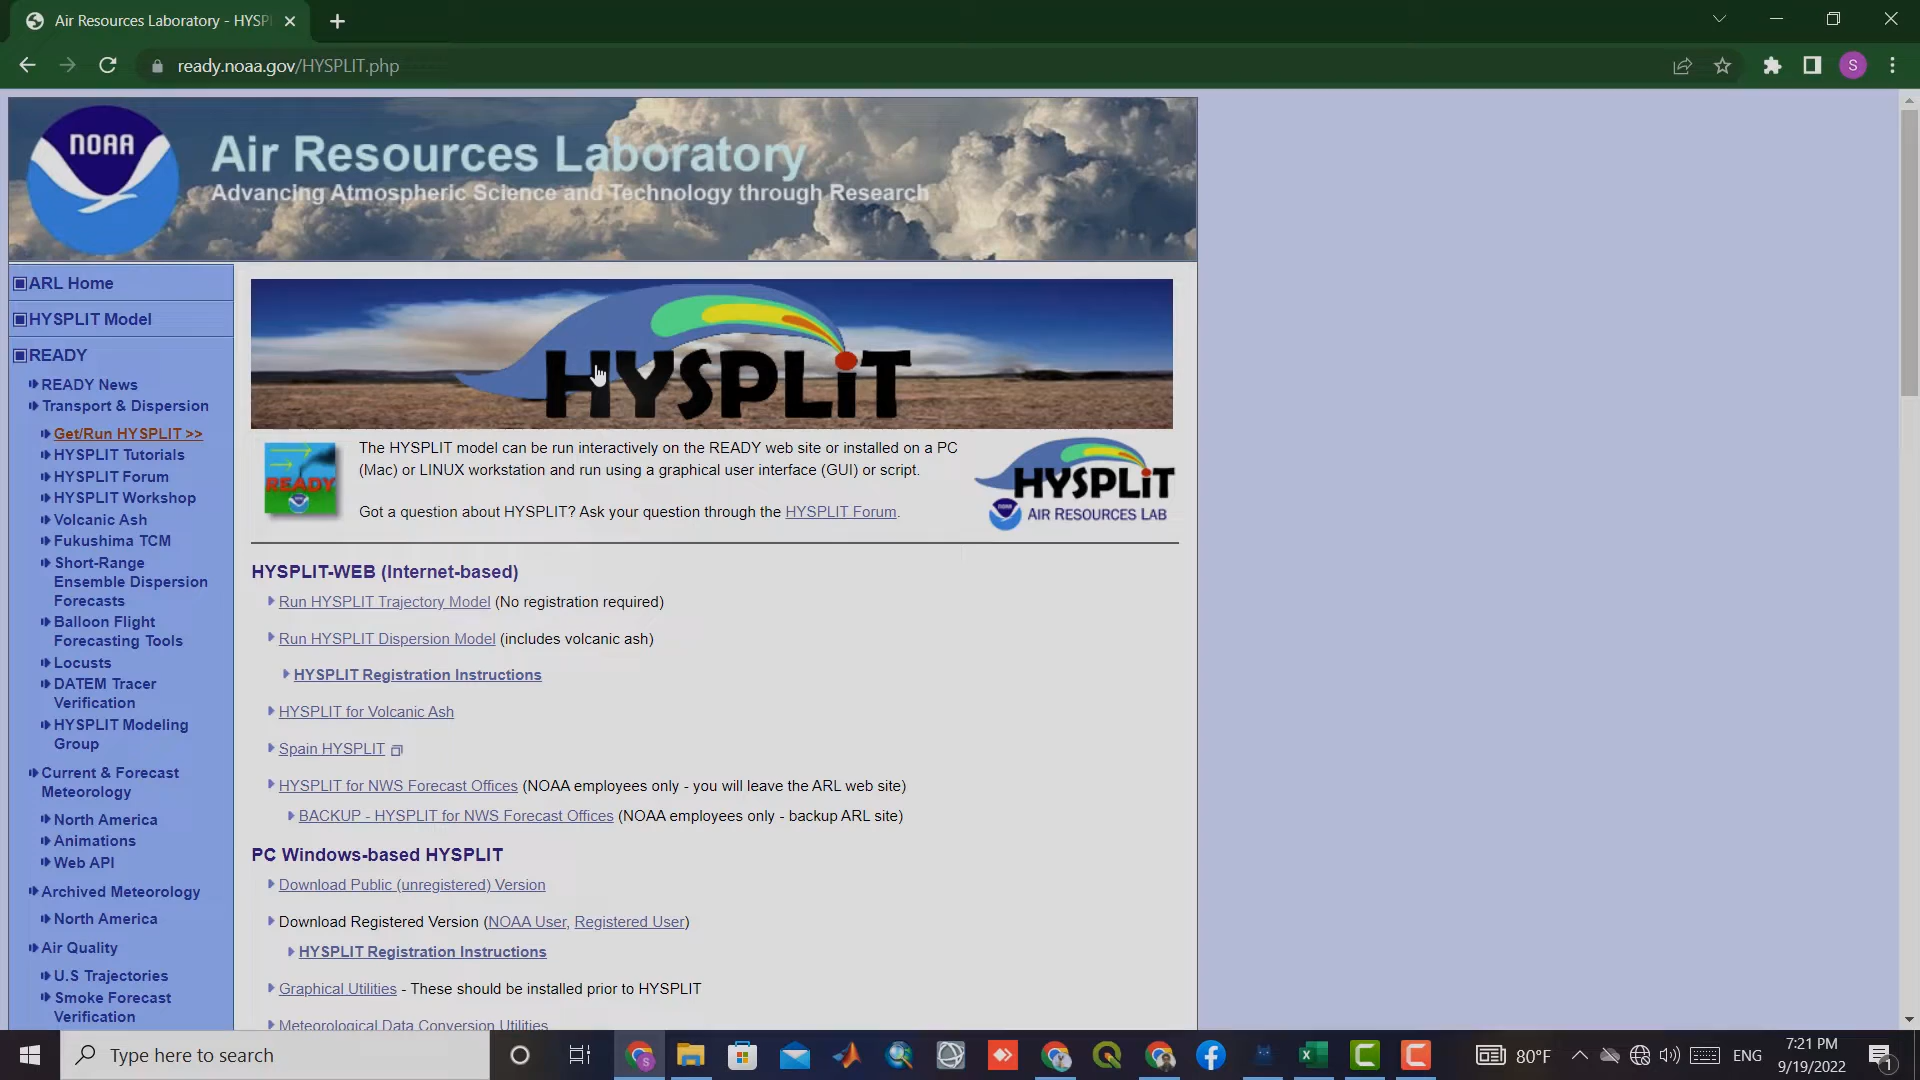 Air Resources Laboratory - HYSPL
ready.noaa.gov/HYSPLIT.php
S
NOAA
Air Resources Laboratory
Advancing Atmospheric Science and Technology through Research
ARL Home
HYSPLIT Model
READY
READY News
Transport & Dispersion
Get/Run HYSPLIT >>
HYSPLIT Tutorials
HYSPLIT Forum
HYSPLIT Workshop
Volcanic Ash
Fukushima TCM
Short-Range
Ensemble Dispersion
Forecasts
Balloon Flight
Forecasting Tools
Locusts
DATEM Tracer
Verification
HYSPLIT Modeling
Group
Current & Forecast
Meteorology
North America
Animations
Web API
Archived Meteorology
North America
Air Quality
U.S Trajectories
Smoke Forecast
Verification
HYSPLiT
READY
The HYSPLIT model can be run interactively on the READY web site or installed on a PC
(Mac) or LINUX workstation and run using a graphical user interface (GUI) or script.
Got a question about HYSPLIT? Ask your question through the HYSPLIT Forum.
HYSPLiT
AIR RESOURCES LAB
HYSPLIT-WEB (Internet-based)
Run HYSPLIT Trajectory Model (No registration required)
Run HYSPLIT Dispersion Model (includes volcanic ash)
HYSPLIT Registration Instructions
HYSPLIT for Volcanic Ash
Spain HYSPLIT
HYSPLIT for NWS Forecast Offices (NOAA employees only - you will leave the ARL web site)
BACKUP - HYSPLIT for NWS Forecast Offices (NOAA employees only - backup ARL site)
PC Windows-based HYSPLIT
Download Public (unregistered) Version
Download Registered Version (NOAA User, Registered User)
HYSPLIT Registration Instructions
Graphical Utilities - These should be installed prior to HYSPLIT
Meteorological Data Conversion Utilities
Type here to search
80°F
ENG
7:21 PM
9/19/2022
1